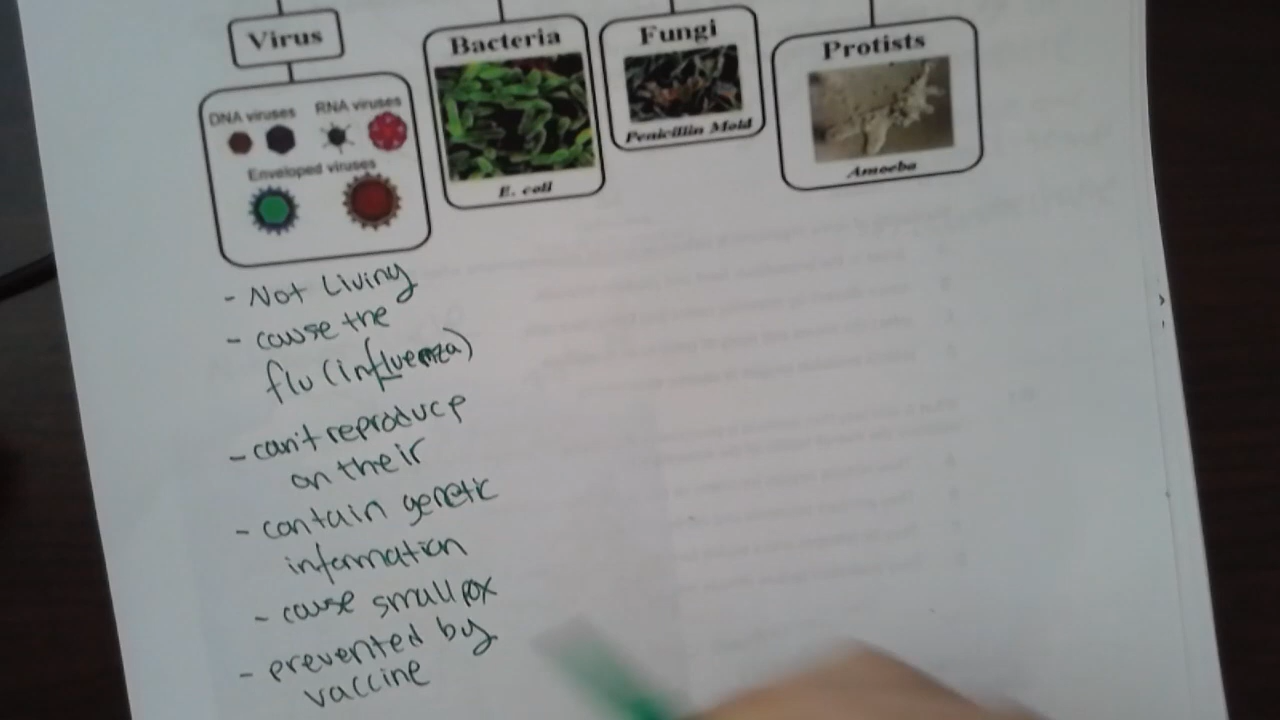 Virus
Bacteria
Fungi
Protists
DNA viruses
RNA viruses
Enveloped viruses
E. coli
Penicillin Mold
Amoeba
- Not Living
- cause the
flu (influenza)
- can't reproduce
on their
- contain genetic
information
- cause smallpox
- prevented by
vaccine